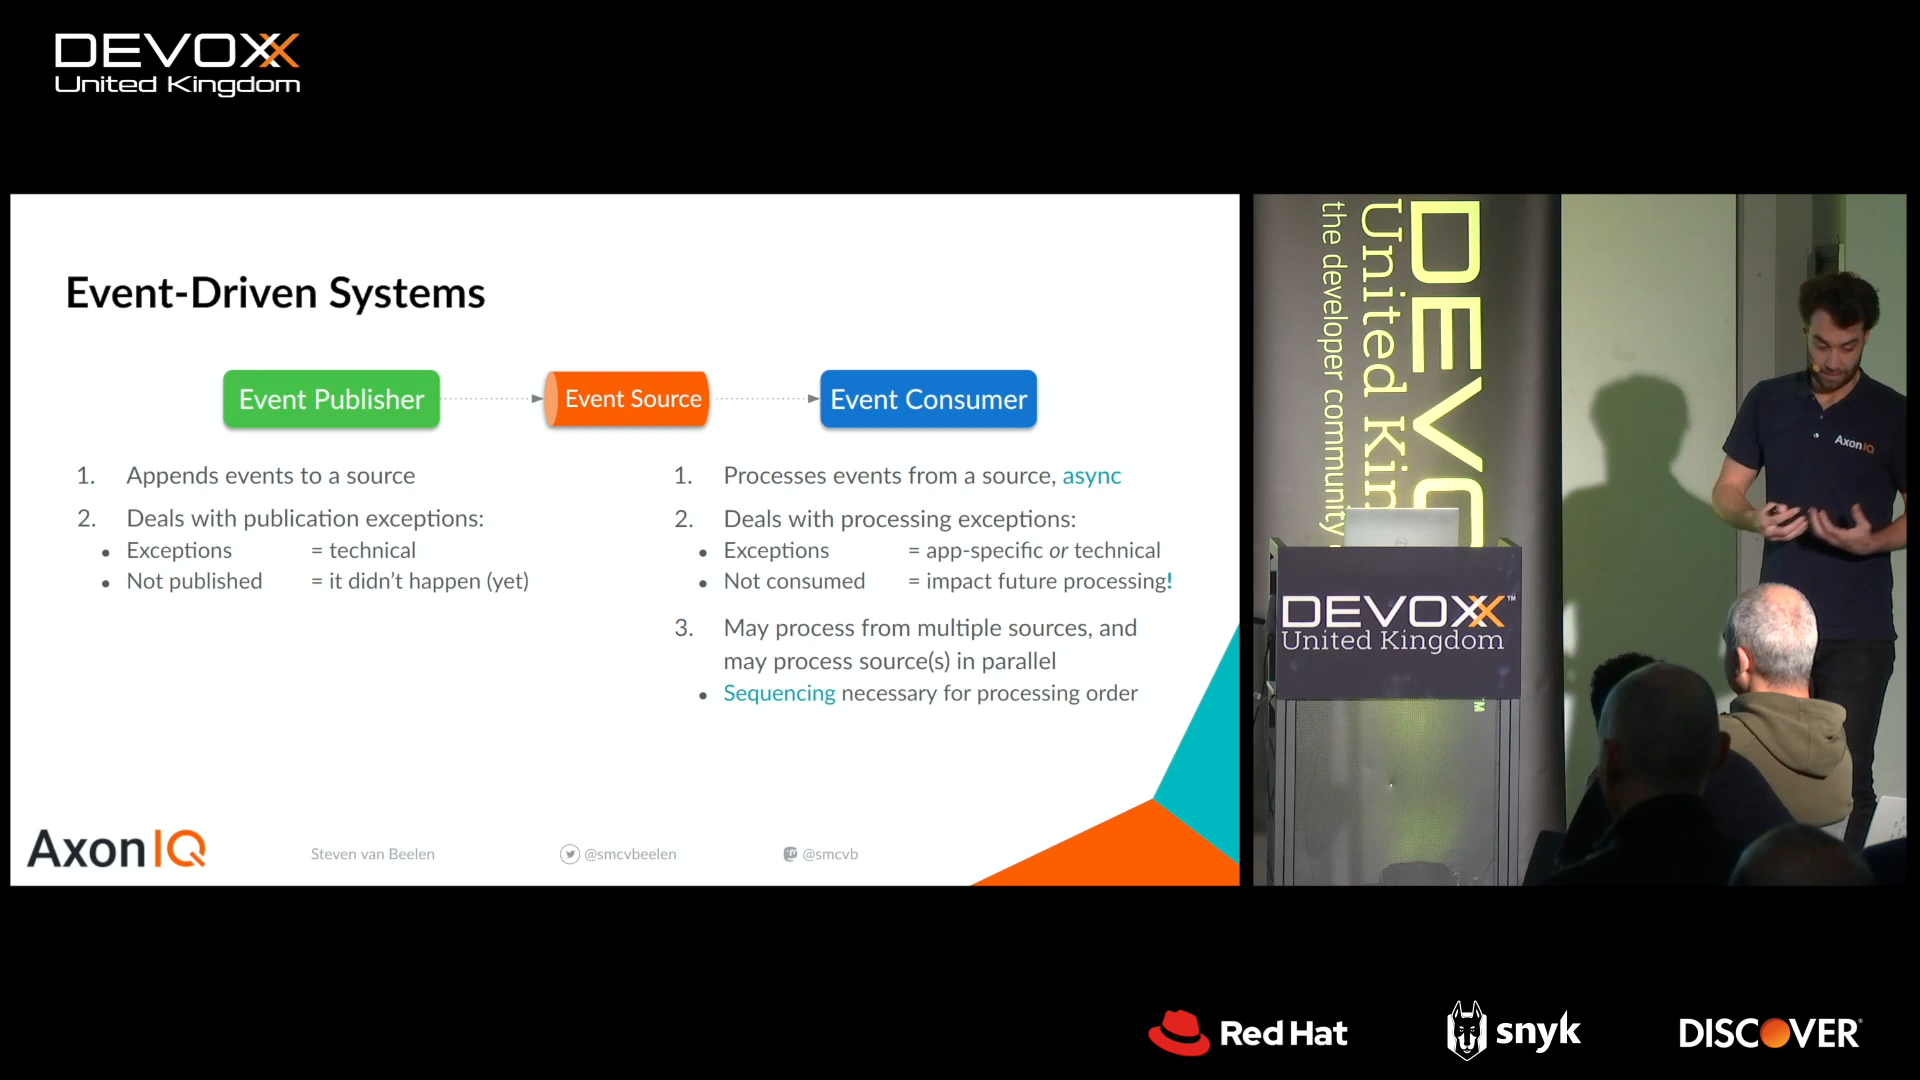 DEVOXX
United Kingdom
Event-Driven Systems
Event Publisher
Event Source
Event Consumer
1. Appends events to a source
2. Deals with publication exceptions:
• Exceptions = technical
• Not published = it didn't happen (yet)
1. Processes events from a source, async
2. Deals with processing exceptions:
• Exceptions = app-specific or technical
• Not consumed = impact future processing!
3. May process from multiple sources, and
may process source(s) in parallel
• Sequencing necessary for processing order
AxonIQ
Steven van Beelen
@smcvbeelen
@smcvb
DEVO
United Kin
the developer community
AxonIQ
DEVOXX™
United Kingdom
Red Hat
snyk
DISCOVER